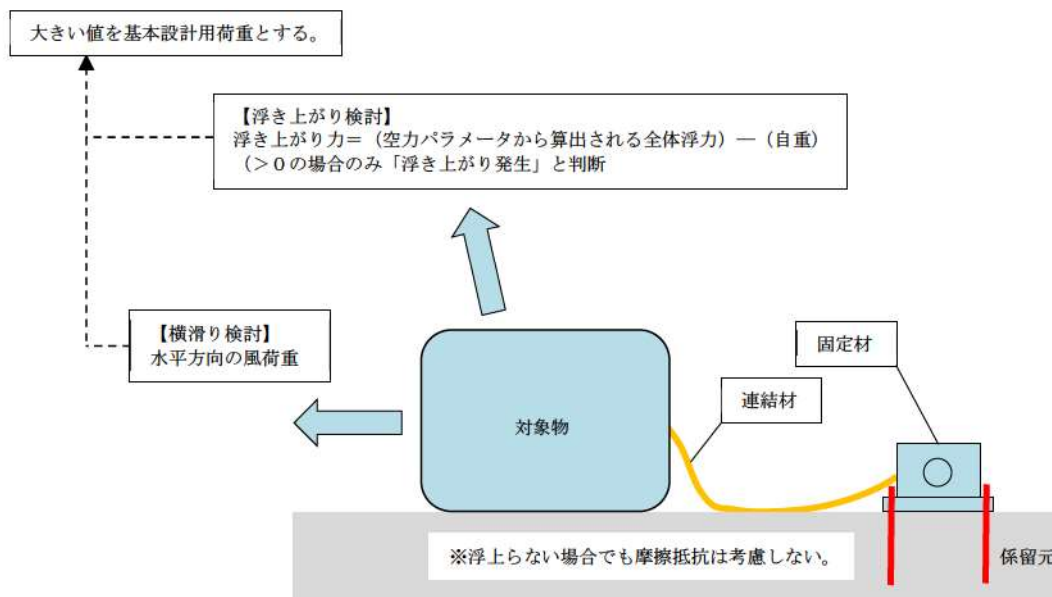 大きい値を基本設計用荷重とする。
【浮き上がり検討】
浮き上がり力＝（空力パラメータから算出される全体浮力）―（自重）
（＞０の場合のみ「浮き上がり発生」と判断
【横滑り検討】
水平方向の風荷重
固定材
連結材
対象物
※浮上らない場合でも摩擦抵抗は考慮しない。
係留元